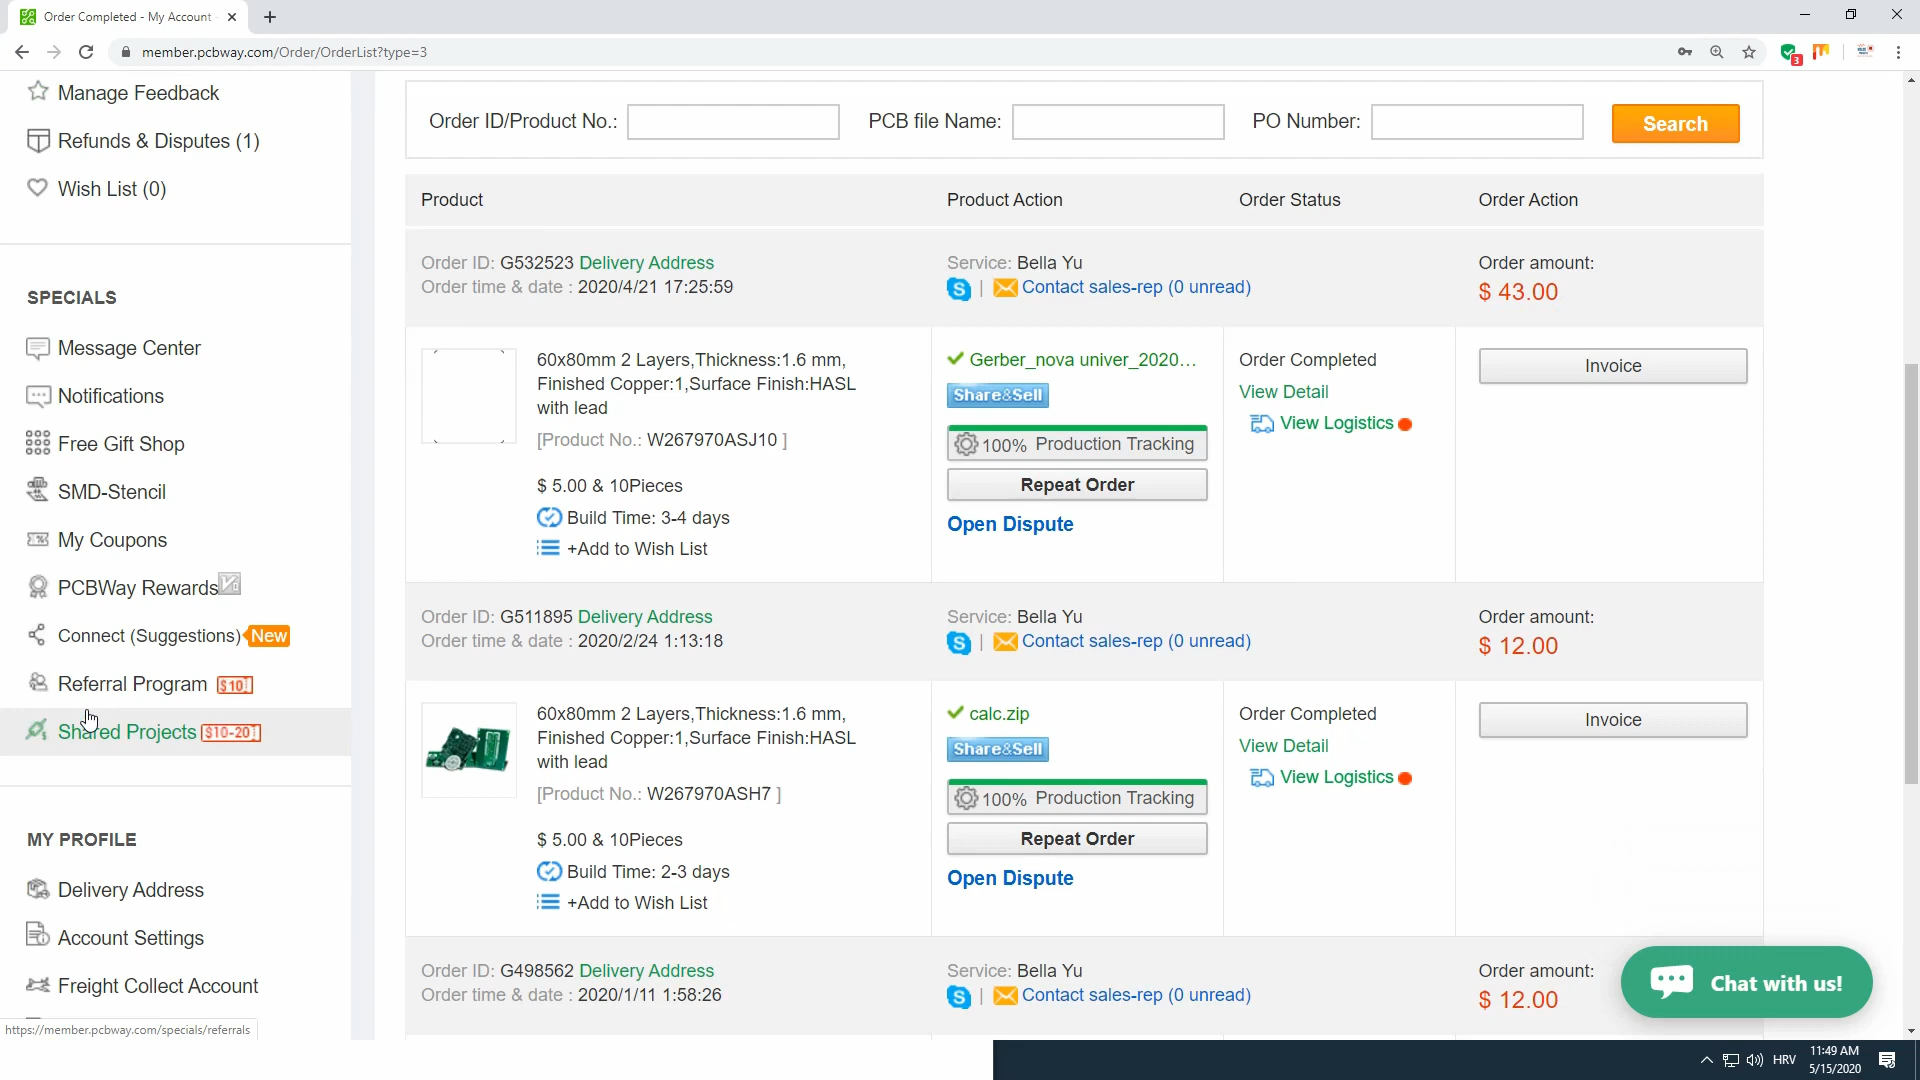 Order Completed - My Account
member.pcbway.com/Order/OrderList?type=3
3
Manage Feedback
Refunds & Disputes (1)
Wish List (0)
SPECIALS
Message Center
Notifications
Free Gift Shop
SMD-Stencil
My Coupons
PCBWay Rewards
Connect (Suggestions) New
Referral Program $10
Shared Projects $10-20
MY PROFILE
Delivery Address
Account Settings
Freight Collect Account
https://member.pcbway.com/specials/referrals
Order ID/Product No.: PCB file Name: PO Number: Search
Product Product Action Order Status Order Action
Order ID: G532523 Delivery Address
Order time & date : 2020/4/21 17:25:59
Service: Bella Yu
| Contact sales-rep (0 unread)
Order amount:
$ 43.00
60x80mm 2 Layers,Thickness:1.6 mm,
Finished Copper:1,Surface Finish:HASL
with lead
[Product No.: W267970ASJ10 ]
$ 5.00 & 10Pieces
Build Time: 3-4 days
+Add to Wish List
Gerber_nova univer_2020...
Share&Sell
100% Production Tracking
Repeat Order
Open Dispute
Order Completed
View Detail
View Logistics
Invoice
Order ID: G511895 Delivery Address
Order time & date : 2020/2/24 1:13:18
Service: Bella Yu
| Contact sales-rep (0 unread)
Order amount:
$ 12.00
60x80mm 2 Layers,Thickness:1.6 mm,
Finished Copper:1,Surface Finish:HASL
with lead
[Product No.: W267970ASH7 ]
$ 5.00 & 10Pieces
Build Time: 2-3 days
+Add to Wish List
calc.zip
Share&Sell
100% Production Tracking
Repeat Order
Open Dispute
Order Completed
View Detail
View Logistics
Invoice
Order ID: G498562 Delivery Address
Order time & date : 2020/1/11 1:58:26
Service: Bella Yu
| Contact sales-rep (0 unread)
Order amount:
$ 12.00
Chat with us!
HRV
11:49 AM
5/15/2020